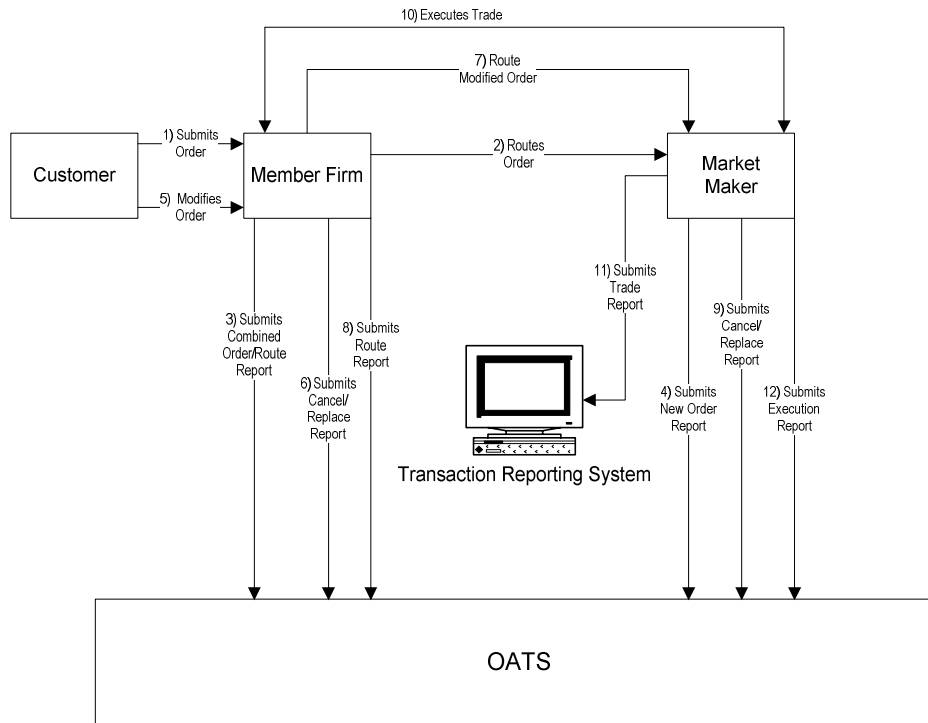 10) Executes Trade
7) Route
Modified Order
1) Submits
Order
2) Routes
Order
Customer
Member Firm
Market
Maker
5) Modifies
Order
11) Submits
Trade
Report
3) Submits
Combined
Order/Route
Report
8) Submits
Route
Report
9) Submits
Cancel/
Replace
Report
6) Submits
Cancel/
Replace
Report
4) Submits
New Order
Report
12) Submits
Execution
Report
Transaction Reporting System
OATS